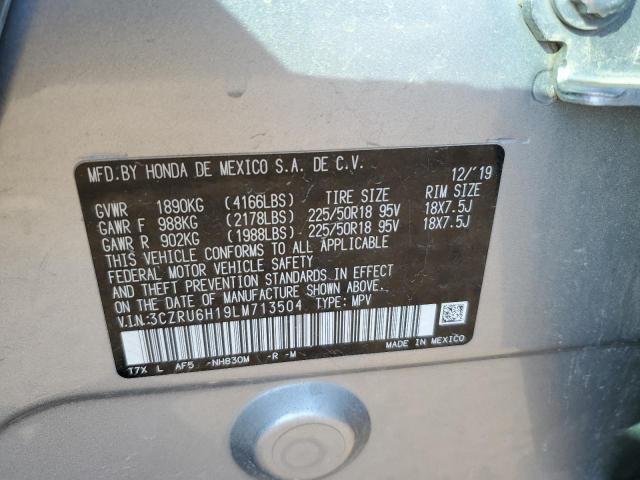 MFD.BY HONDA DE MEXICO S.A. DE C.V. 12/'19
GVWR 1890KG (4166LBS) TIRE SIZE RIM SIZE
GAWR F 988KG (2178LBS) 225/50R18 95V 18X7.5J
GAWR R 902KG (1988LBS) 225/50R18 95V 18X7.5J
THIS VEHICLE CONFORMS TO ALL APPLICABLE
FEDERAL MOTOR VEHICLE SAFETY
AND THEFT PREVENTION STANDARDS IN EFFECT
ON THE DATE OF MANUFACTURE SHOWN ABOVE.
V.I.N:3CZRU6H19LM713504 TYPE: MPV
T7X L AF5 -NH830M -R -M MADE IN MEXICO